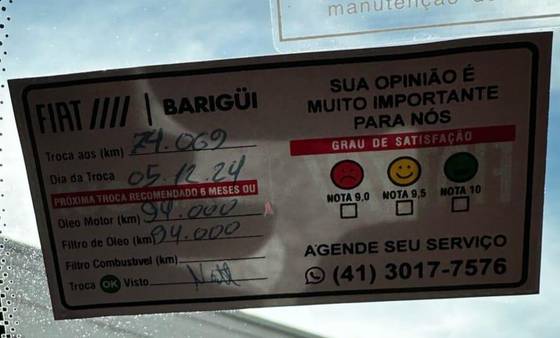 manutenção de
FIAT | BARIGÜI
Troca aos (km) 74.069
Dia da Troca 05.12.24
PRÓXIMA TROCA RECOMENDADO 6 MESES OU
Óleo Motor (km) 94.000
Filtro de Óleo (km) 94.000
Filtro Combustível (km)
Troca OK Visto
SUA OPINIÃO É
MUITO IMPORTANTE
PARA NÓS
GRAU DE SATISFAÇÃO
NOTA 9,0 NOTA 9,5 NOTA 10
AGENDE SEU SERVIÇO
(41) 3017-7576